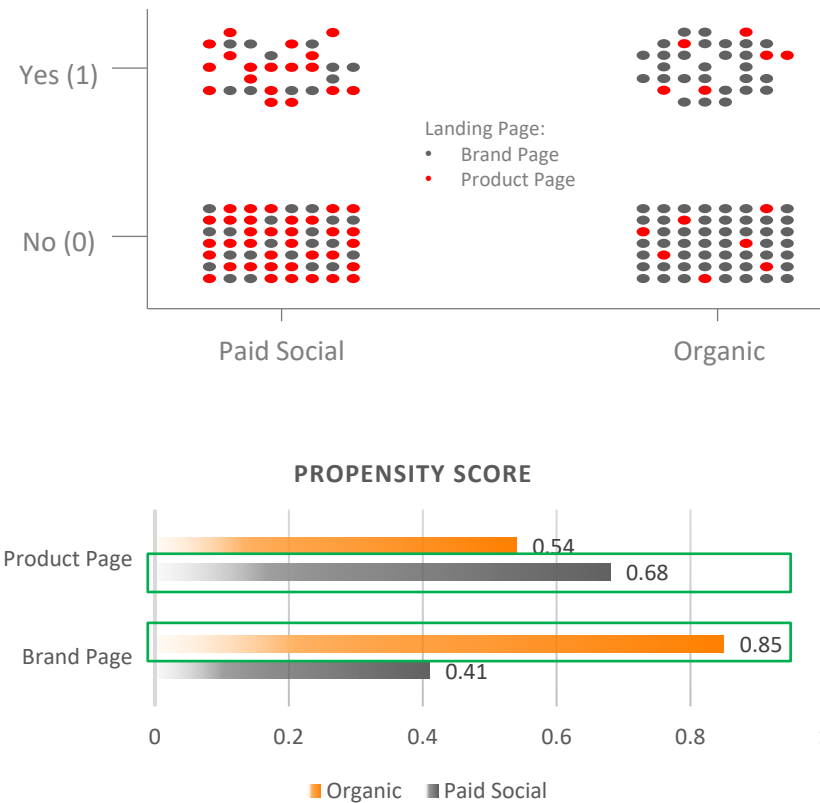 Yes (1)
Landing Page:
• Brand Page
• Product Page
No (0)
Paid Social
Organic
PROPENSITY SCORE
Product Page
0.54
0.68
Brand Page
0.85
0.41
0
0.2
0.4
0.6
0.8
Organic
Paid Social